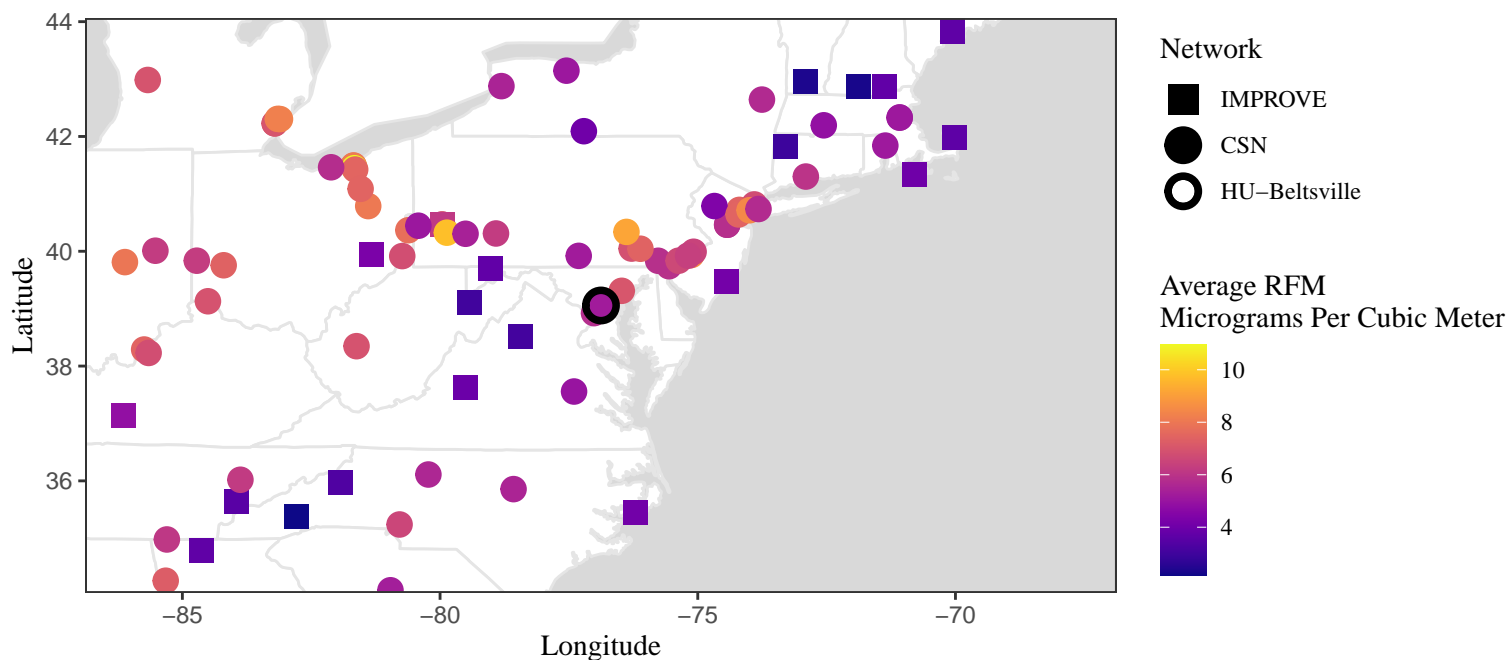 44
42
40
38
36
Latitude
−85
−80
−75
−70
Longitude
Network
IMPROVE
CSN
HU−Beltsville
Average RFM
Micrograms Per Cubic Meter
10
8
6
4